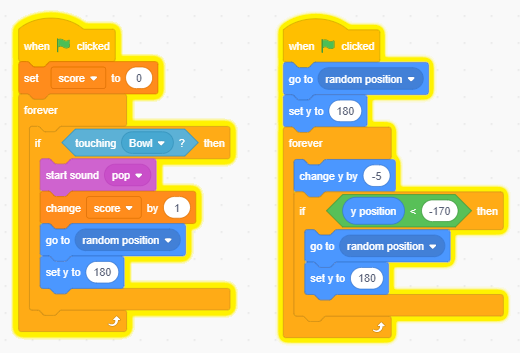 when clicked
set score to 0
forever
if touching Bowl ? then
start sound pop
change score by 1
go to random position
set y to 180
when clicked
go to random position
set y to 180
forever
change y by -5
if y position < -170 then
go to random position
set y to 180